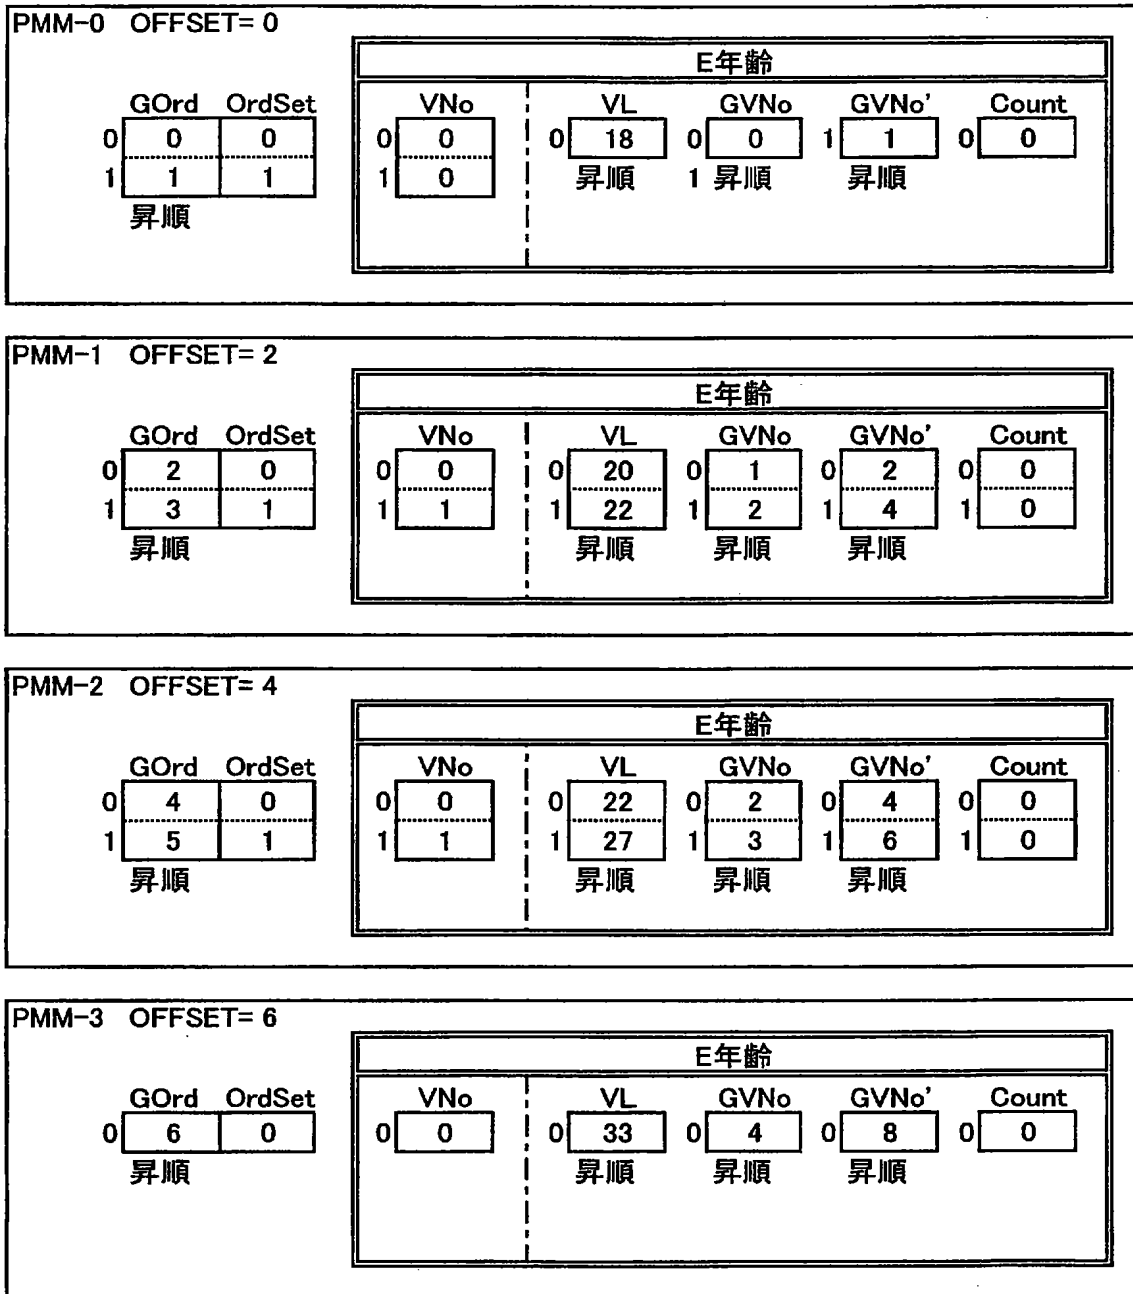 PMM-0 OFFSET= 0
E年齢
GOrd OrdSet VNo VL GVNo GVNo' Count
0 0 0 0 0 0 18 0 0 1 1 0 0
1 1 1 1 0 昇順 1 昇順 昇順
昇順
PMM-1 OFFSET= 2
E年齢
GOrd OrdSet VNo VL GVNo GVNo' Count
0 2 0 0 0 0 20 0 1 0 2 0 0
1 3 1 1 1 1 22 1 2 1 4 1 0
昇順 昇順 昇順 昇順
PMM-2 OFFSET= 4
E年齢
GOrd OrdSet VNo VL GVNo GVNo' Count
0 4 0 0 0 0 22 0 2 0 4 0 0
1 5 1 1 1 1 27 1 3 1 6 1 0
昇順 昇順 昇順 昇順
PMM-3 OFFSET= 6
E年齢
GOrd OrdSet VNo VL GVNo GVNo' Count
0 6 0 0 0 0 33 0 4 0 8 0 0
昇順 昇順 昇順 昇順